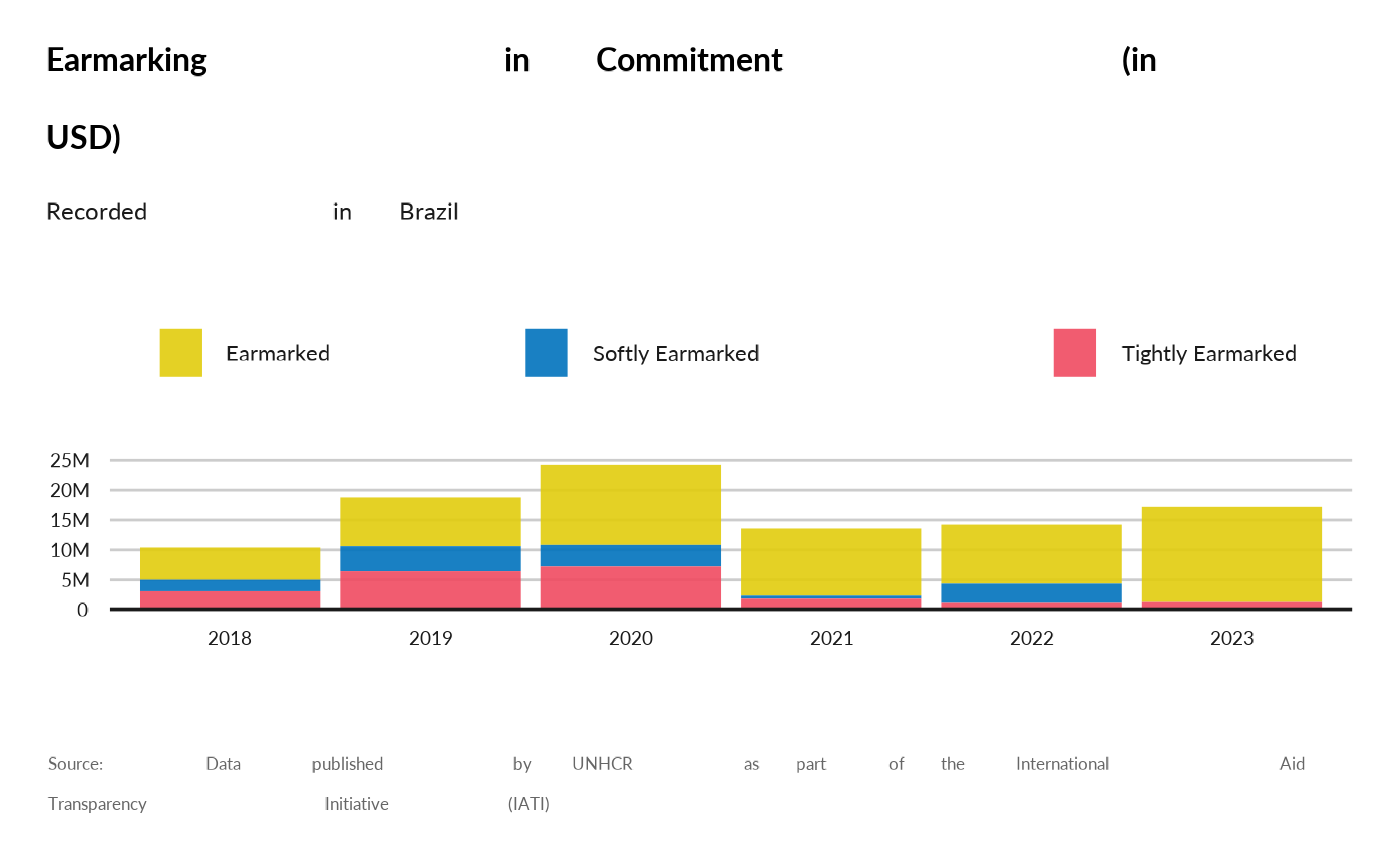 Earmarking in Commitment (in
USD)
Recorded in Brazil
Earmarked Softly Earmarked Tightly Earmarked
25M
20M
15M
10M
5M
0
2018 2019 2020 2021 2022 2023
Source: Data published by UNHCR as part of the International Aid
Transparency Initiative (IATI)